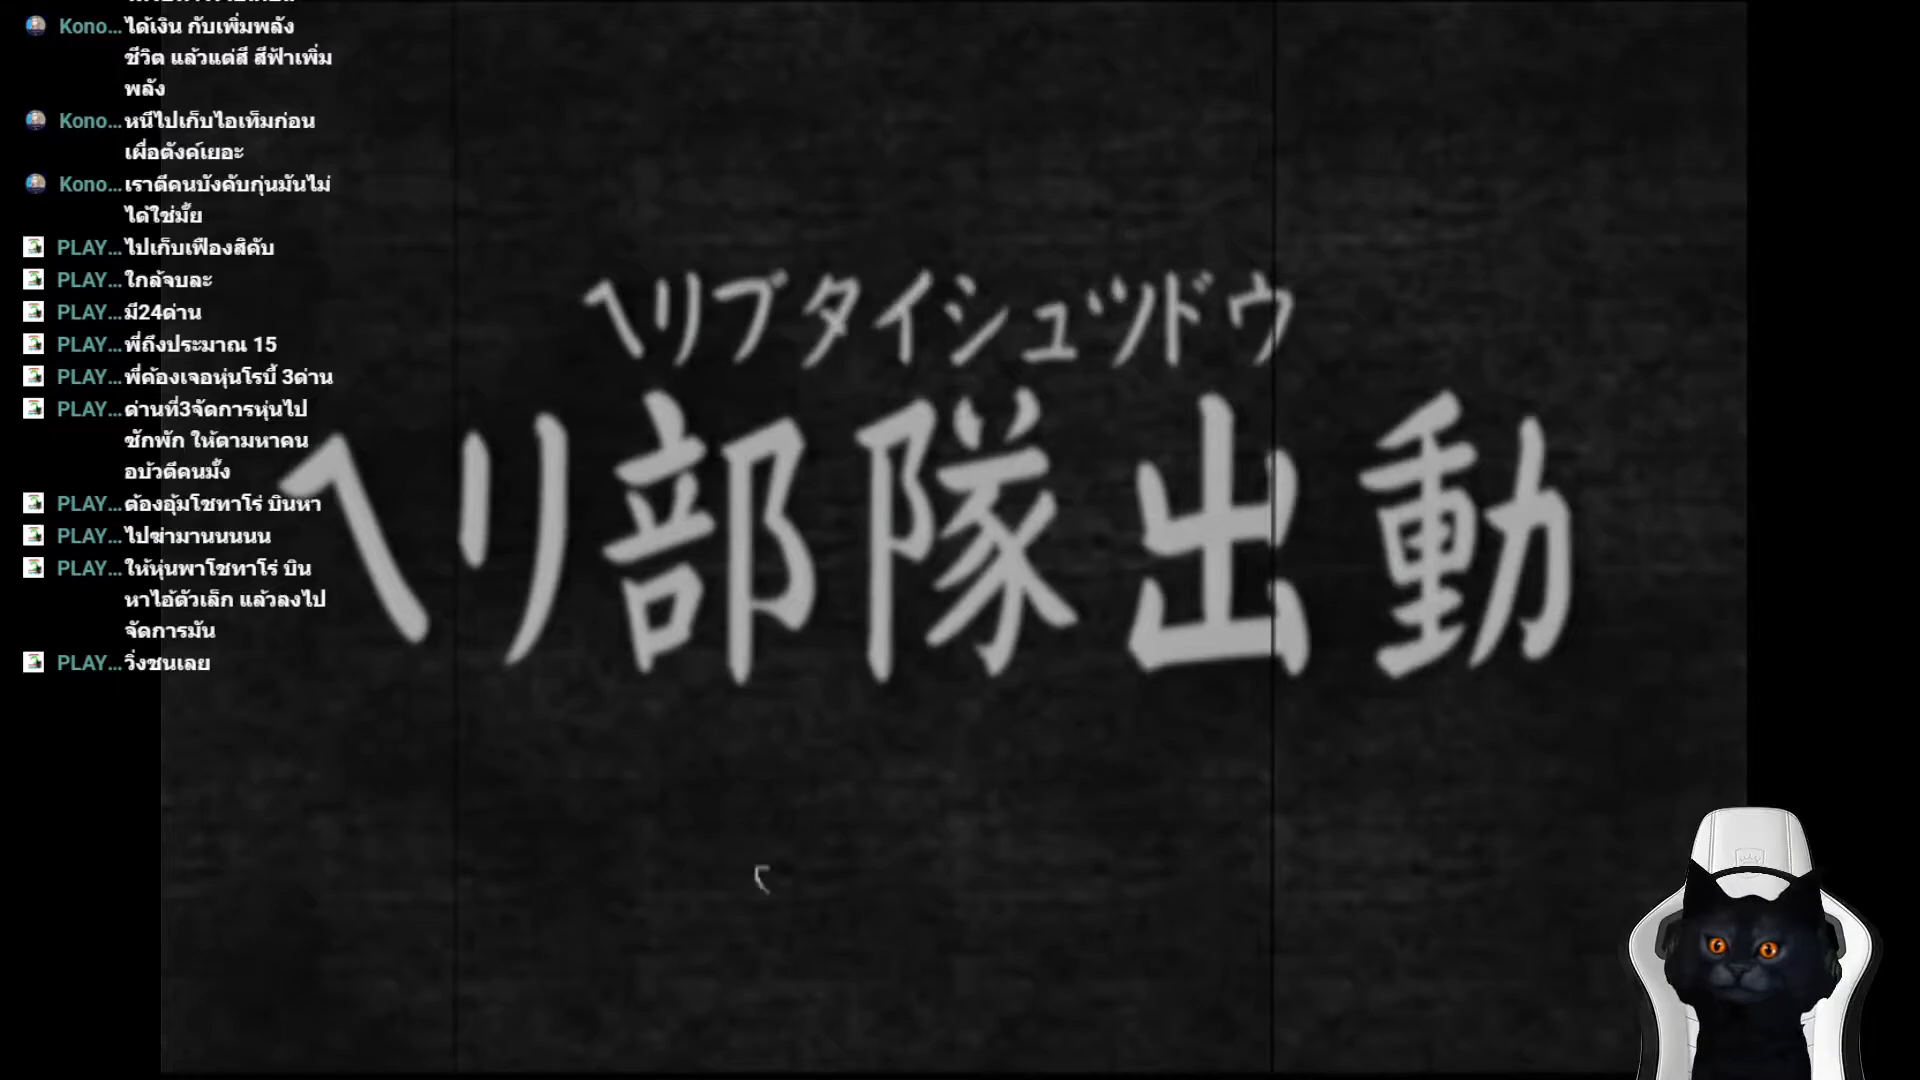 Kono... ได้เงิน กับเพิ่มพลัง
ชีวิต แล้วแต่สี สีฟ้าเพิ่ม
พลัง
Kono... หนีไปเก็บไอเท็มก่อน
เผื่อตังค์เยอะ
Kono... เราตีคนบังคับกุ่นมันไม่
ได้ใช่มั้ย
PLAY... ไปเก็บเฟืองสิคับ
PLAY... ใกล้จบละ
PLAY... มี24ด่าน
PLAY... พี่ถึงประมาณ 15
PLAY... พี่ต้องเจอหุ่นโรบี้ 3ด่าน
PLAY... ด่านที่3จัดการหุ่นไป
ซักพัก ให้ตามหาคน
อบ้วตีคนมั้ง
PLAY... ต้องอุ้มโชทาโร่ บินหา
PLAY... ไปฆ่ามานนนนน
PLAY... ให้หุ่นพาโชทาโร่ บิน
หาไอ้ตัวเล็ก แล้วลงไป
จัดการมัน
PLAY... วิ่งชนเลย
ヘリブタイシュツドウ
ヘリ部隊出動